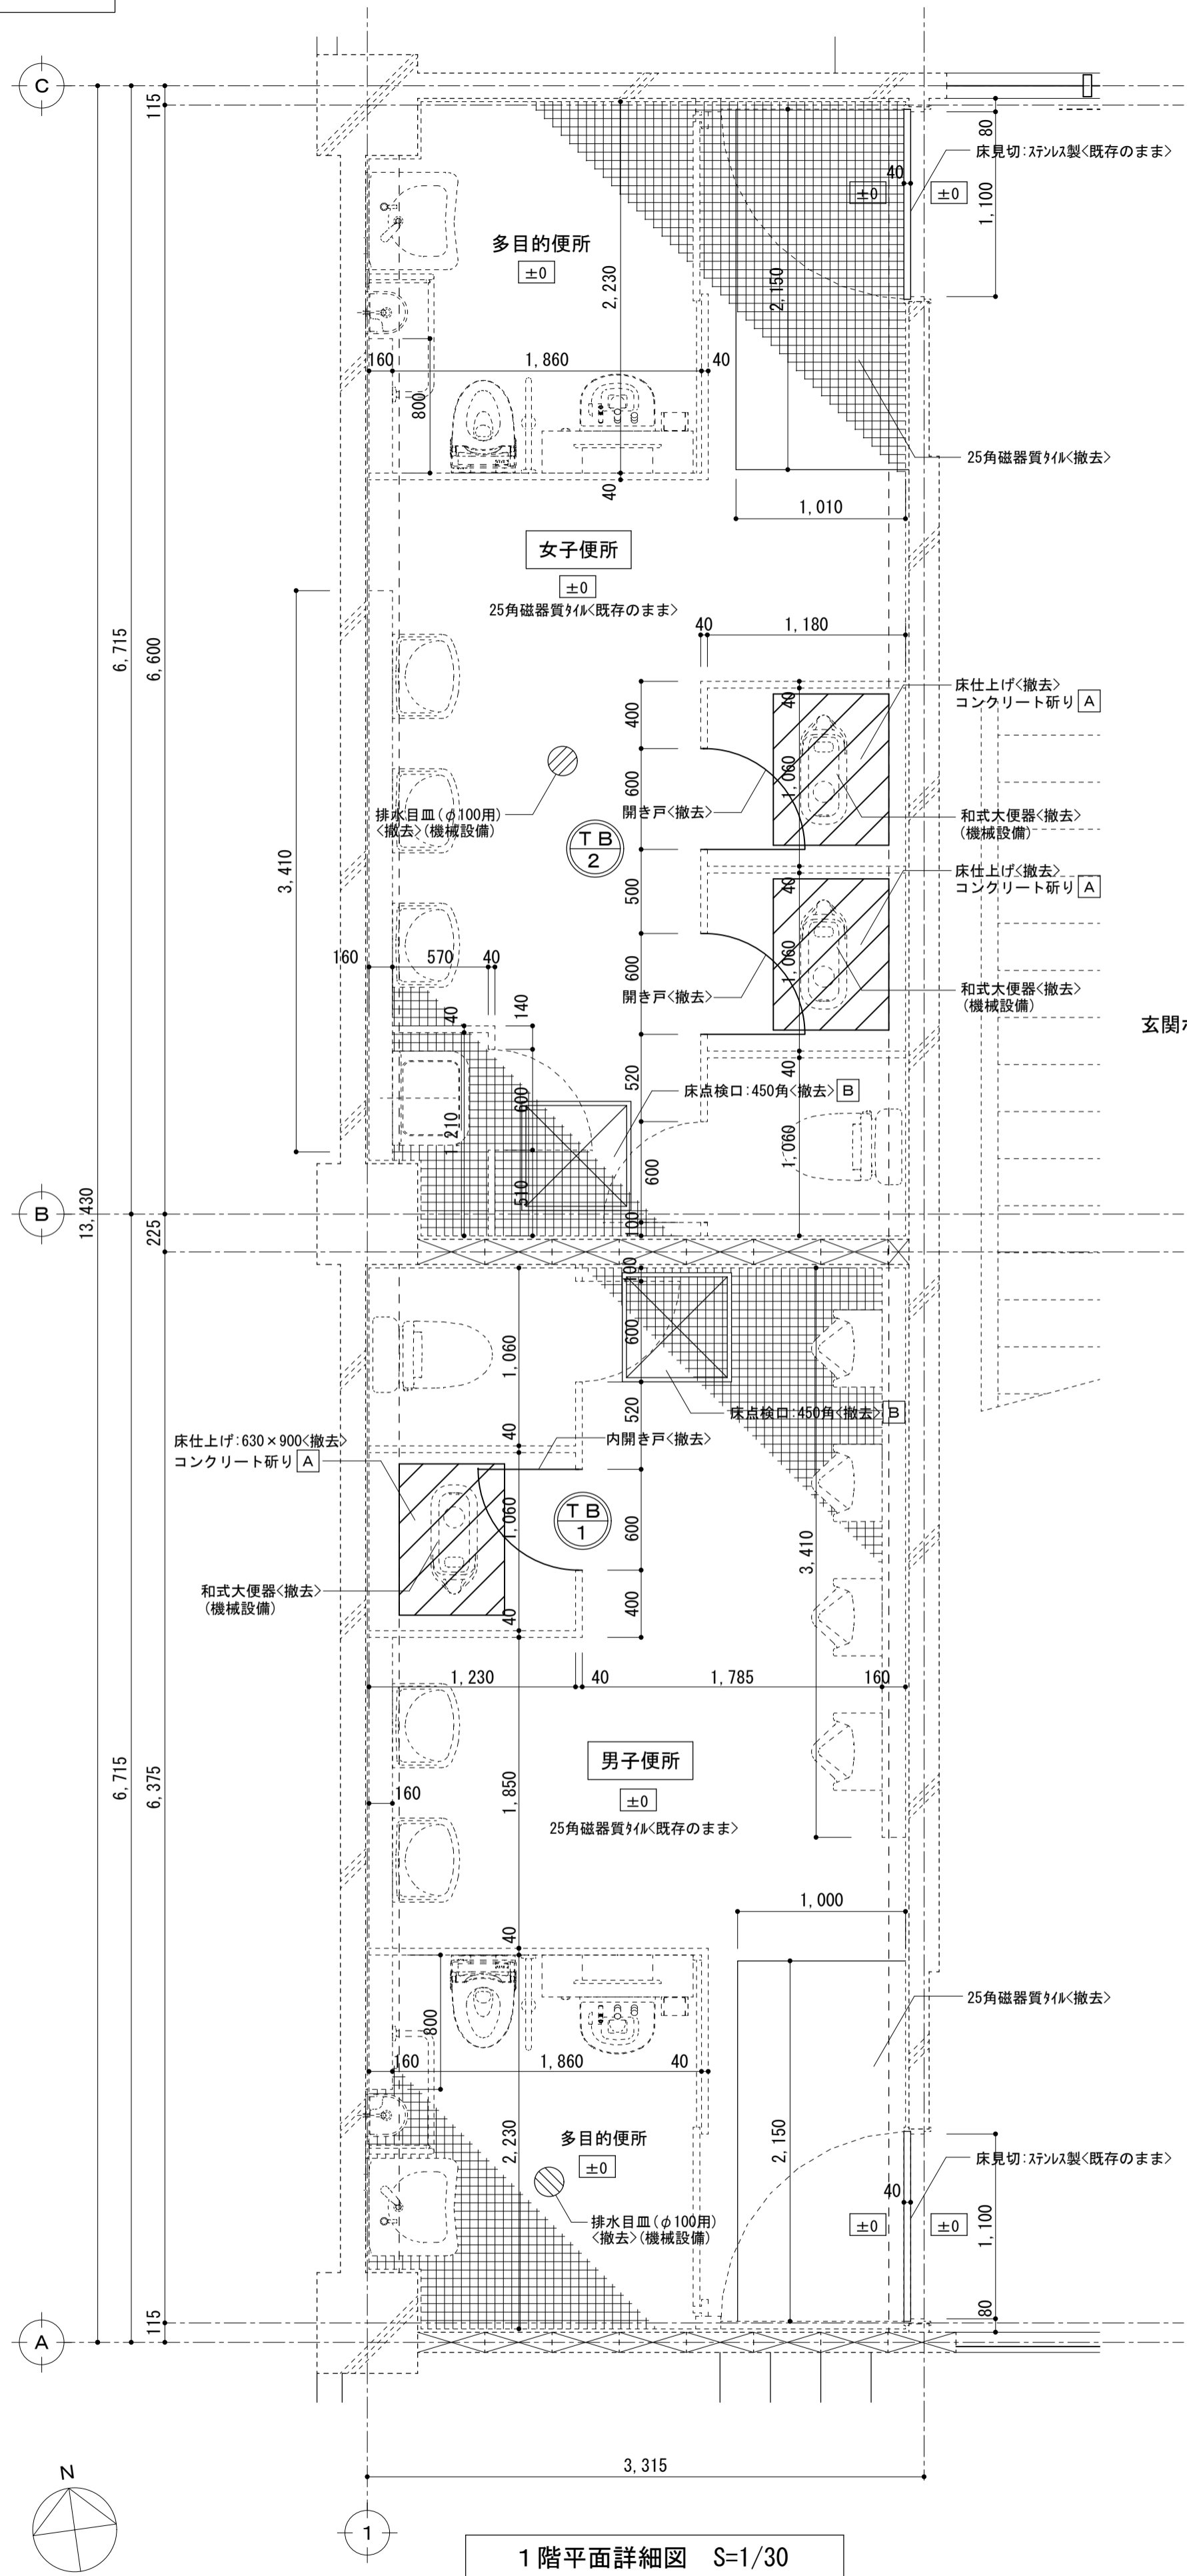 C
115
80
床見切:ステンレス製<既存のまま>
40
±0
±0
1,100
多目的便所
±0
2,230
2,150
160
1,860
40
800
25角磁器質タイル<撤去>
40
1,010
女子便所
±0
25角磁器質タイル<既存のまま>
6,715
6,600
40
1,180
床仕上げ<撤去>
コンクリート斫り A
400
40
600
1,060
開き戸<撤去>
排水目皿(φ100用)
<撤去>(機械設備)
和式大便器<撤去>
(機械設備)
TB
2
3,410
床仕上げ<撤去>
コンクリート斫り A
500
40
160
570
40
600
1,060
開き戸<撤去>
和式大便器<撤去>
(機械設備)
40
140
玄関
520
40
床点検口:450角<撤去> B
600
1,210
1,060
600
510
100
B
13,430
225
100
600
1,060
520
床点検口:450角<撤去> B
40
内開き戸<撤去>
床仕上げ:630×900<撤去>
コンクリート斫り A
TB
1
1,060
600
3,410
和式大便器<撤去>
(機械設備)
40
400
1,230
40
1,785
160
男子便所
±0
25角磁器質タイル<既存のまま>
6,715
6,375
160
1,850
1,000
40
25角磁器質タイル<撤去>
800
160
1,860
40
2,230
多目的便所
±0
2,150
床見切:ステンレス製<既存のまま>
40
排水目皿(φ100用)
<撤去>(機械設備)
±0
±0
1,100
80
115
A
3,315
N
1
1階平面詳細図 S=1/30